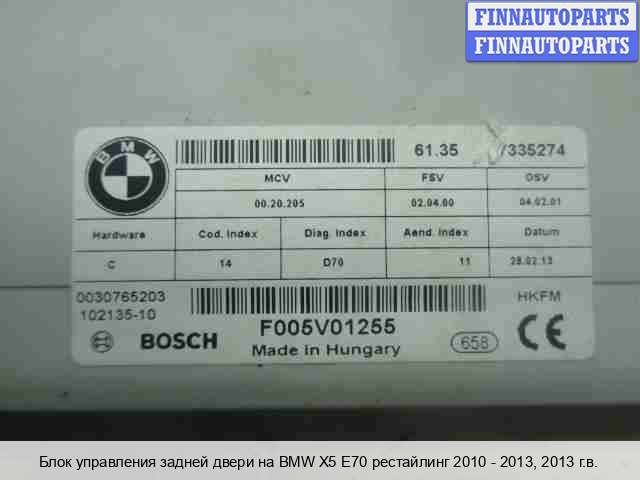 FINNAUTOPARTS
FINNAUTOPARTS
BMW
61.35 7335274
MCV FSV OSV
00.20.205 02.04.00 04.02.01
Hardware Cod. Index Diag. Index Aend. Index Datum
C 14 D70 11 28.02.13
0030765203 HKFM
102135-10
BOSCH F005V01255 658 CE
Made in Hungary
Блок управления задней двери на BMW X5 E70 рестайлинг 2010 - 2013, 2013 г.в.